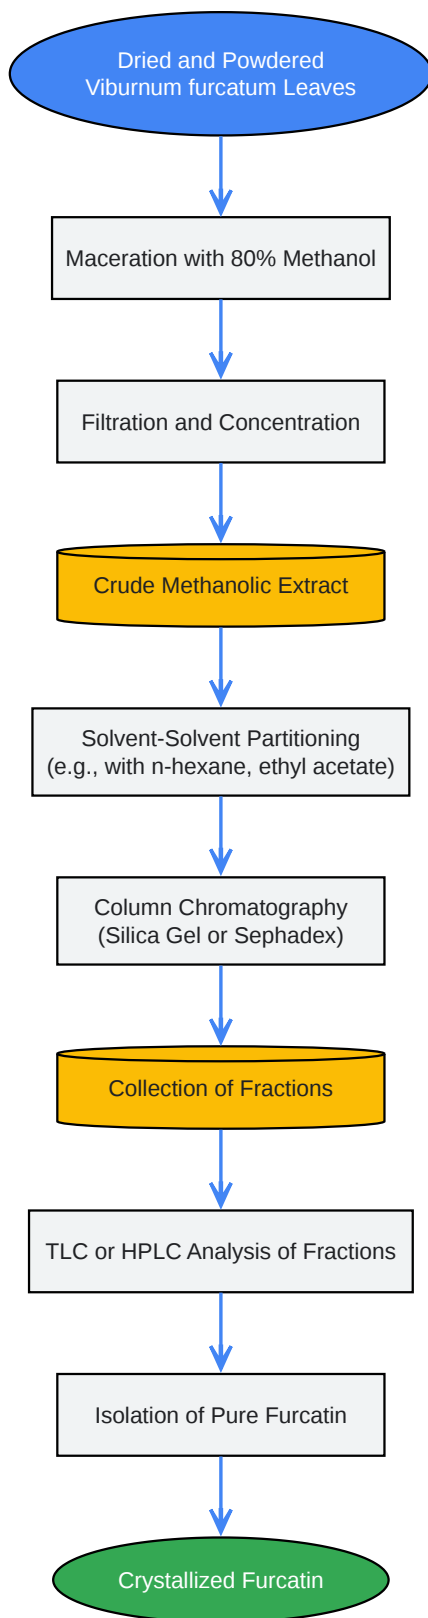 Dried and Powdered
Viburnum furcatum Leaves
Maceration with 80% Methanol
Filtration and Concentration
Crude Methanolic Extract
Solvent-Solvent Partitioning
(e.g., with n-hexane, ethyl acetate)
Column Chromatography
(Silica Gel or Sephadex)
Collection of Fractions
TLC or HPLC Analysis of Fractions
Isolation of Pure Furcatin
Crystallized Furcatin